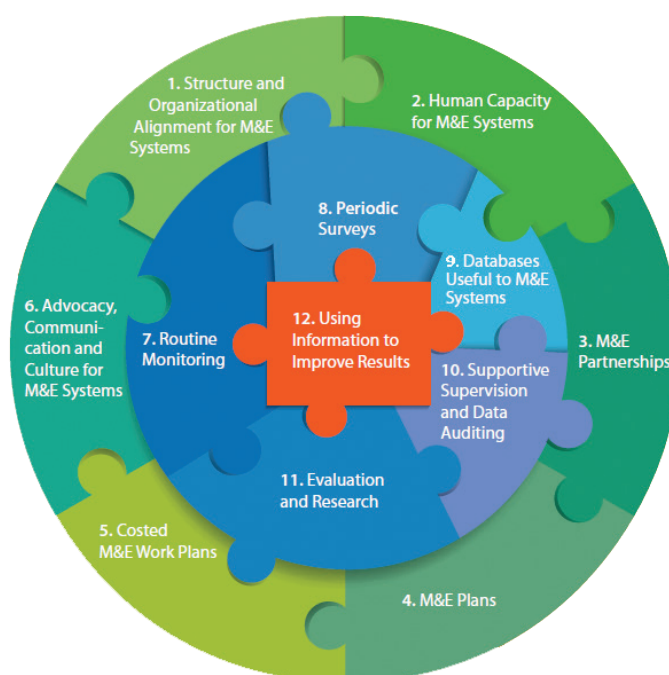 1. Structure and
Organizational
Alignment for M&E
Systems
2. Human Capacity
for M&E Systems
3. M&E
Partnerships
4. M&E Plans
5. Costed
M&E Work Plans
6. Advocacy,
Communi-
cation and
Culture for
M&E Systems
7. Routine
Monitoring
8. Periodic
Surveys
9. Databases
Useful to M&E
Systems
10. Supportive
Supervision
and Data
Auditing
11. Evaluation
and Research
12. Using
Information to
Improve Results